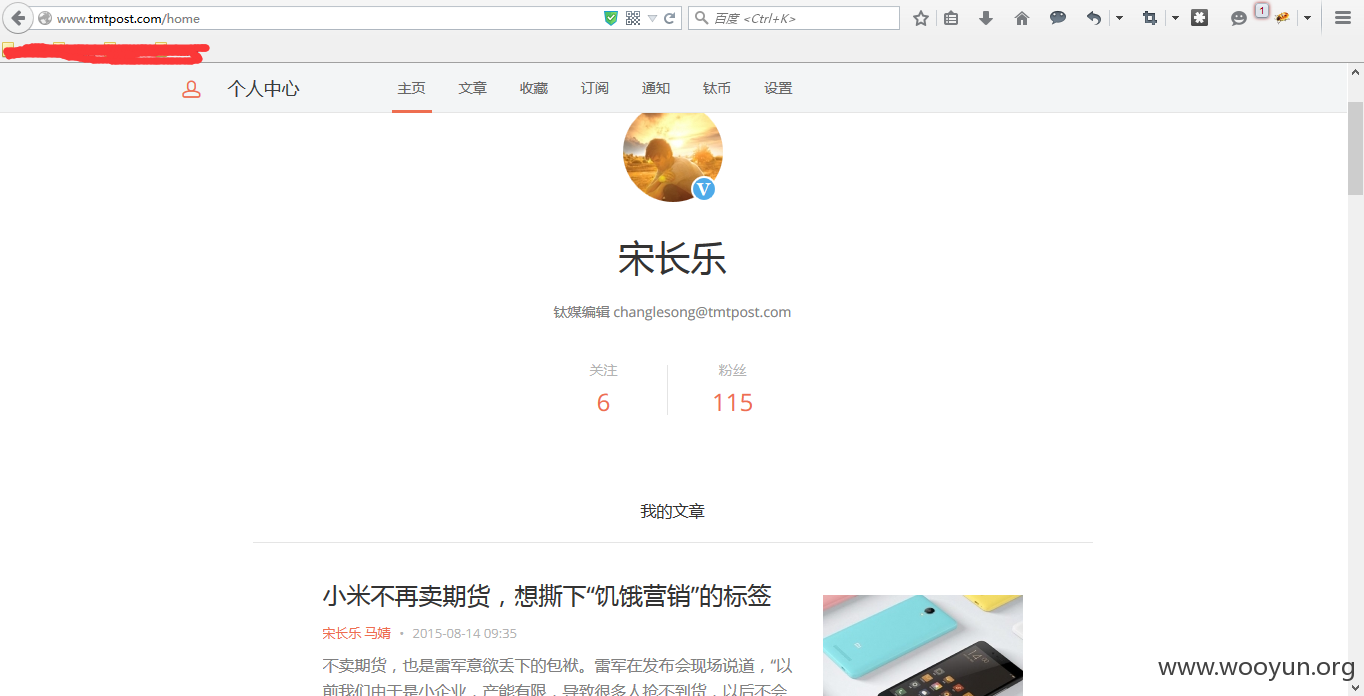 www.tmtpost.com/home
百度 <Ctrl+K>
1
个人中心
主页 文章 收藏 订阅 通知 钛币 设置
V
宋长乐
钛媒编辑 changlesong@tmtpost.com
关注 粉丝
6 115
我的文章
小米不再卖期货，想撕下“饥饿营销”的标签
宋长乐 马婧 • 2015-08-14 09:35
不卖期货，也是雷军意欲丢下的包袱。雷军在发布会现场说道，“以
前我们由于是小企业，产能有限，导致很多人抢不到货，以后不会
www.wooyun.org